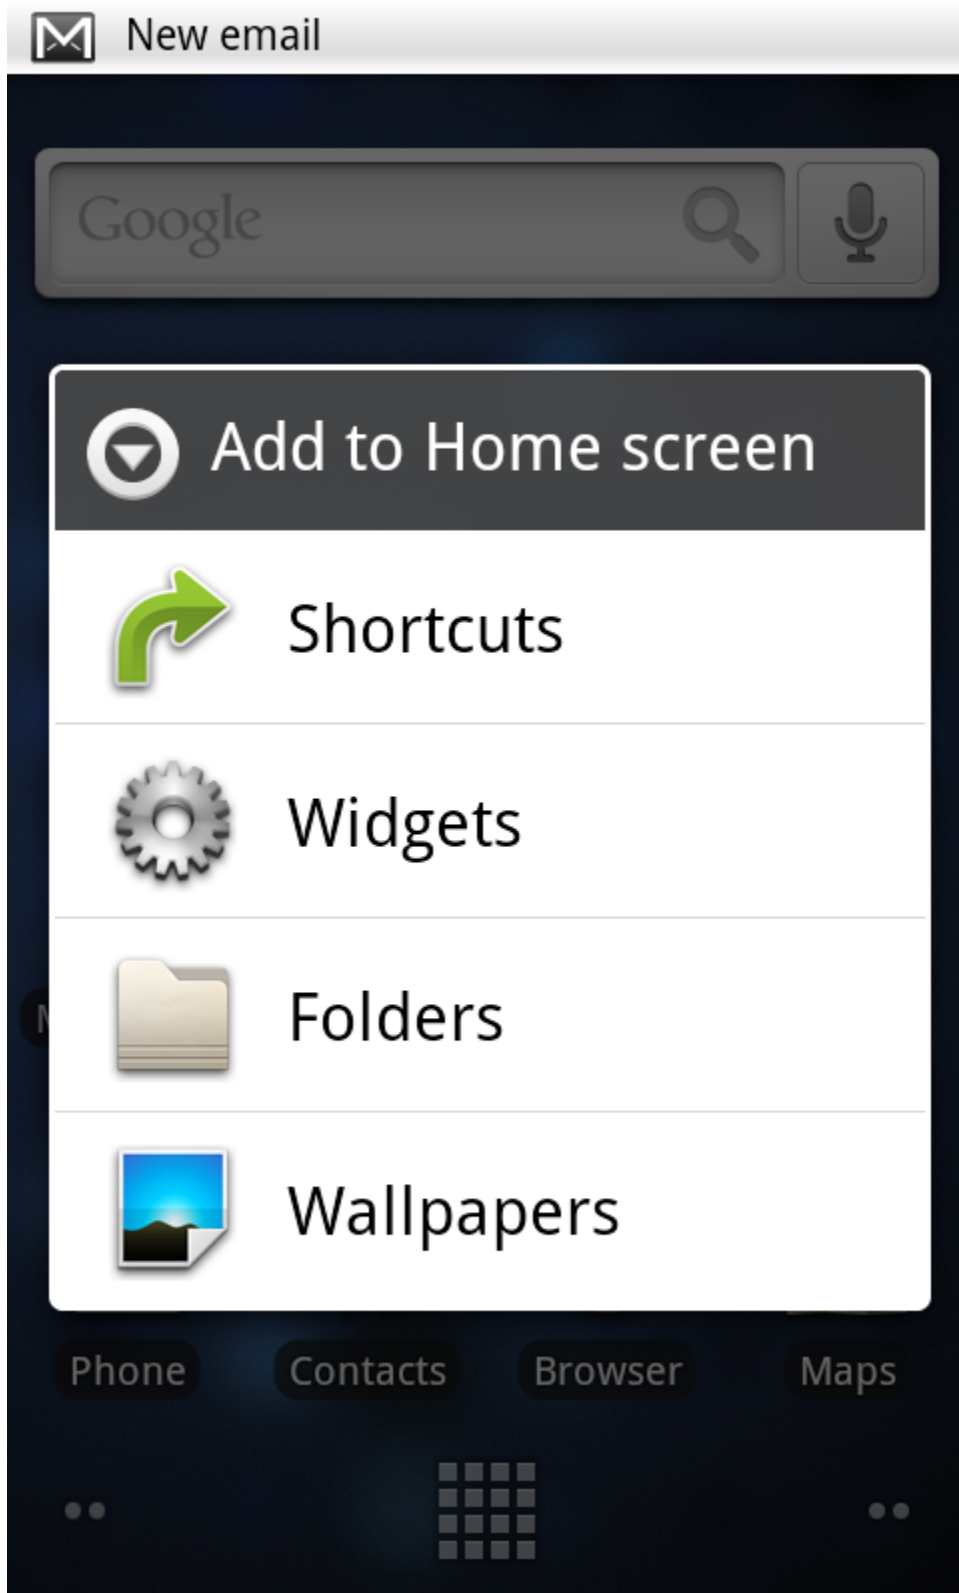 New email
Google
Add to Home screen
Shortcuts
Widgets
Folders
Wallpapers
Phone Contacts Browser Maps